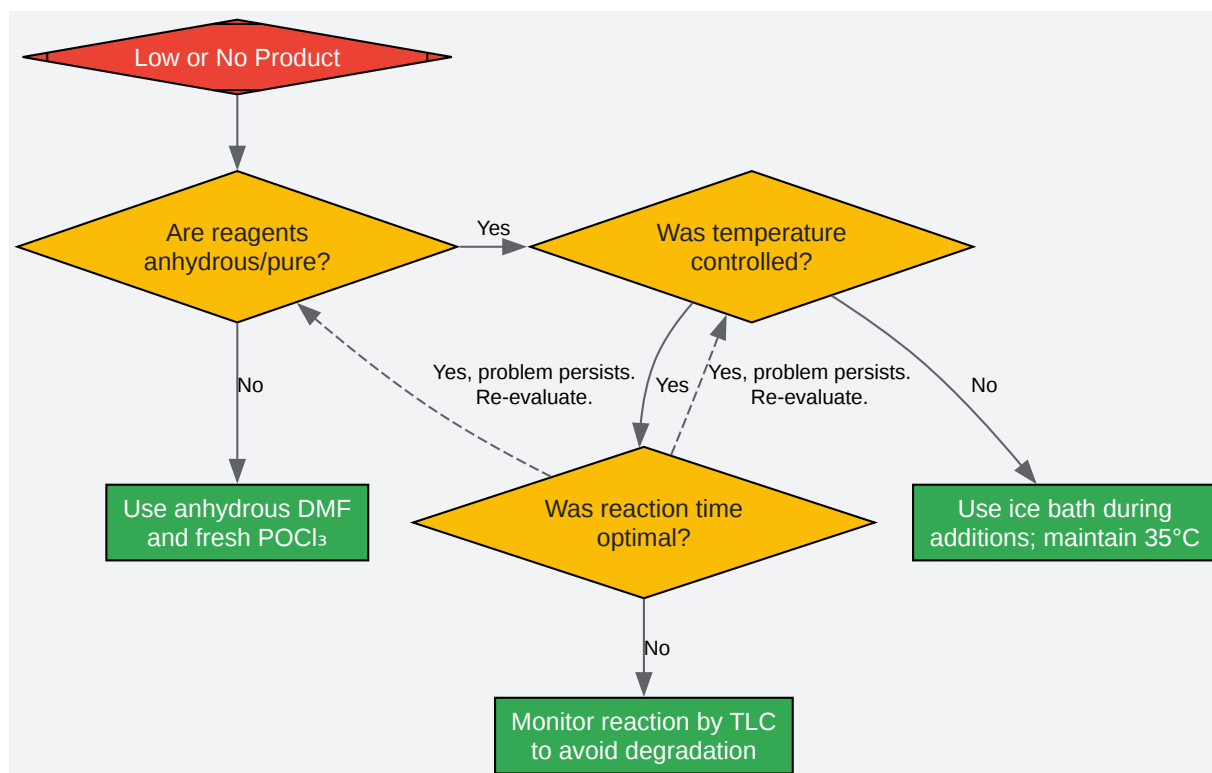 Low or No Product
Are reagents
anhydrous/pure?
Yes
Was temperature
controlled?
No
Yes, problem persists.
Re-evaluate.
Yes
Yes, problem persists.
Re-evaluate.
No
Use anhydrous DMF
and fresh POCl₃
Was reaction time
optimal?
Use ice bath during
additions; maintain 35°C
No
Monitor reaction by TLC
to avoid degradation